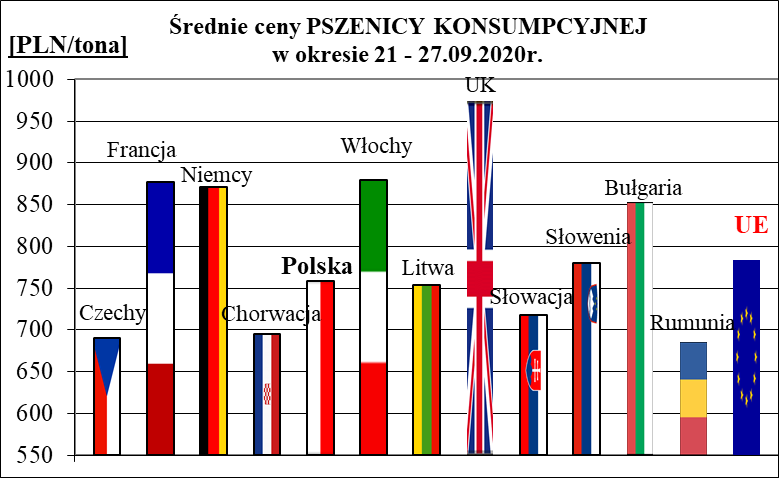 Średnie ceny PSZENICY KONSUMPCYJNEJ
w okresie 21 - 27.09.2020r.
[PLN/tona]
1000
950
900
850
800
750
700
650
600
550
Czechy
Francja
Niemcy
Chorwacja
Polska
Włochy
Litwa
UK
Słowacja
Słowenia
Bułgaria
Rumunia
UE